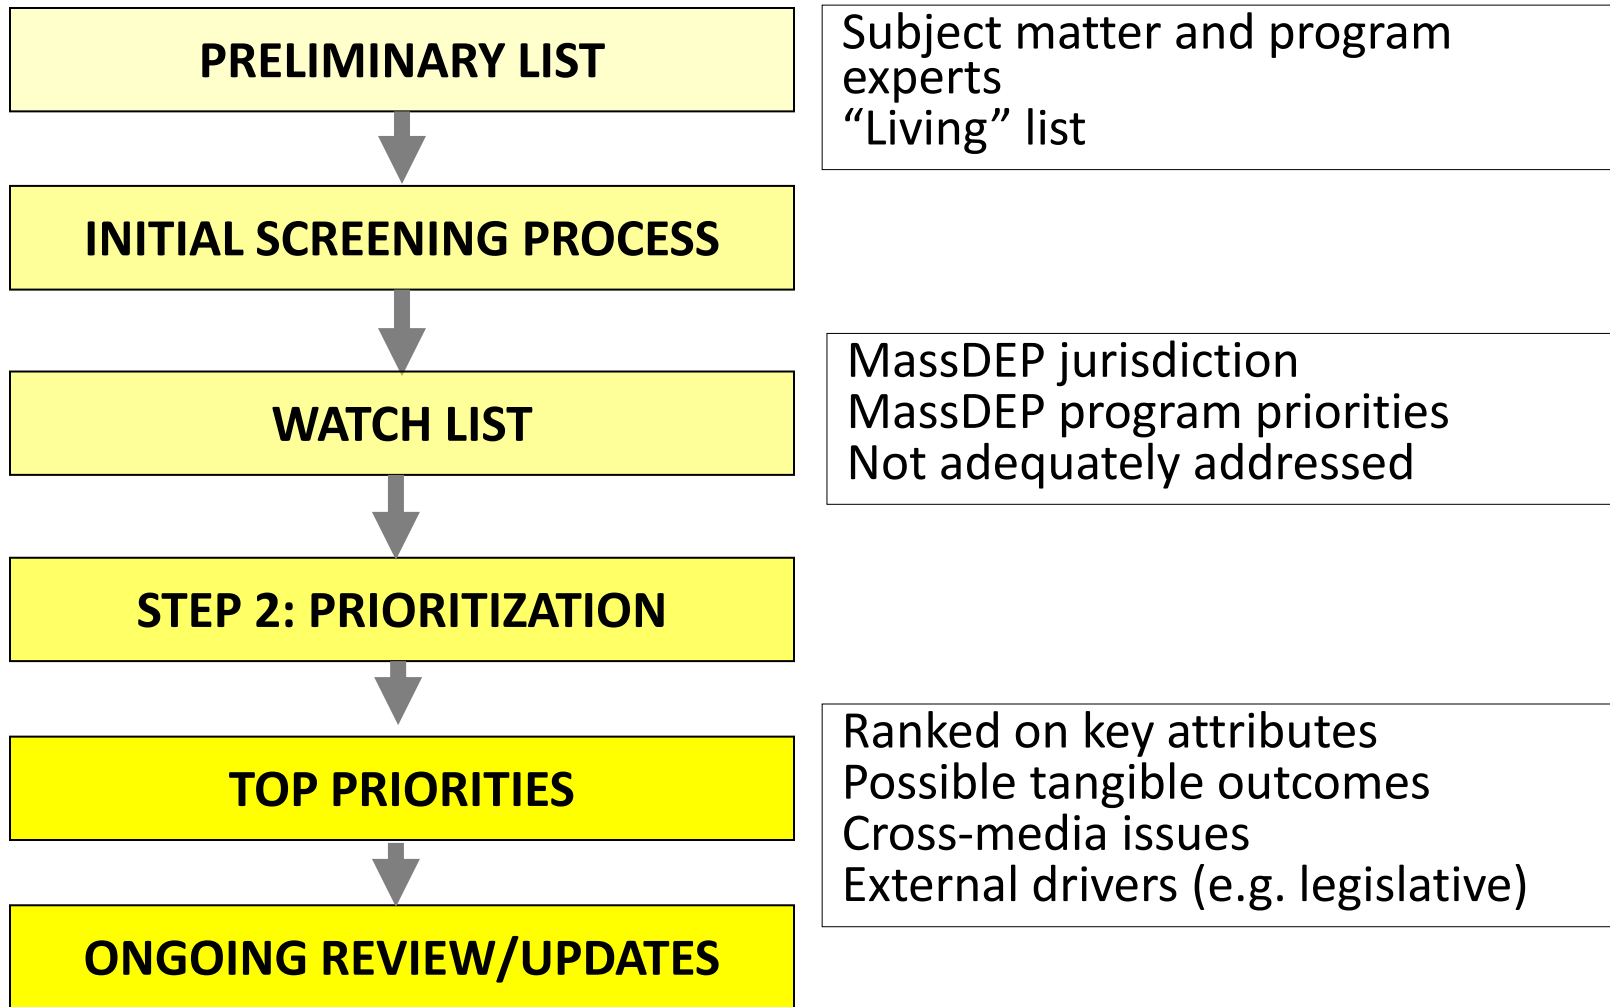 PRELIMINARY LIST
Subject matter and program
experts
“Living” list
INITIAL SCREENING PROCESS
WATCH LIST
MassDEP jurisdiction
MassDEP program priorities
Not adequately addressed
STEP 2: PRIORITIZATION
TOP PRIORITIES
Ranked on key attributes
Possible tangible outcomes
Cross-media issues
External drivers (e.g. legislative)
ONGOING REVIEW/UPDATES